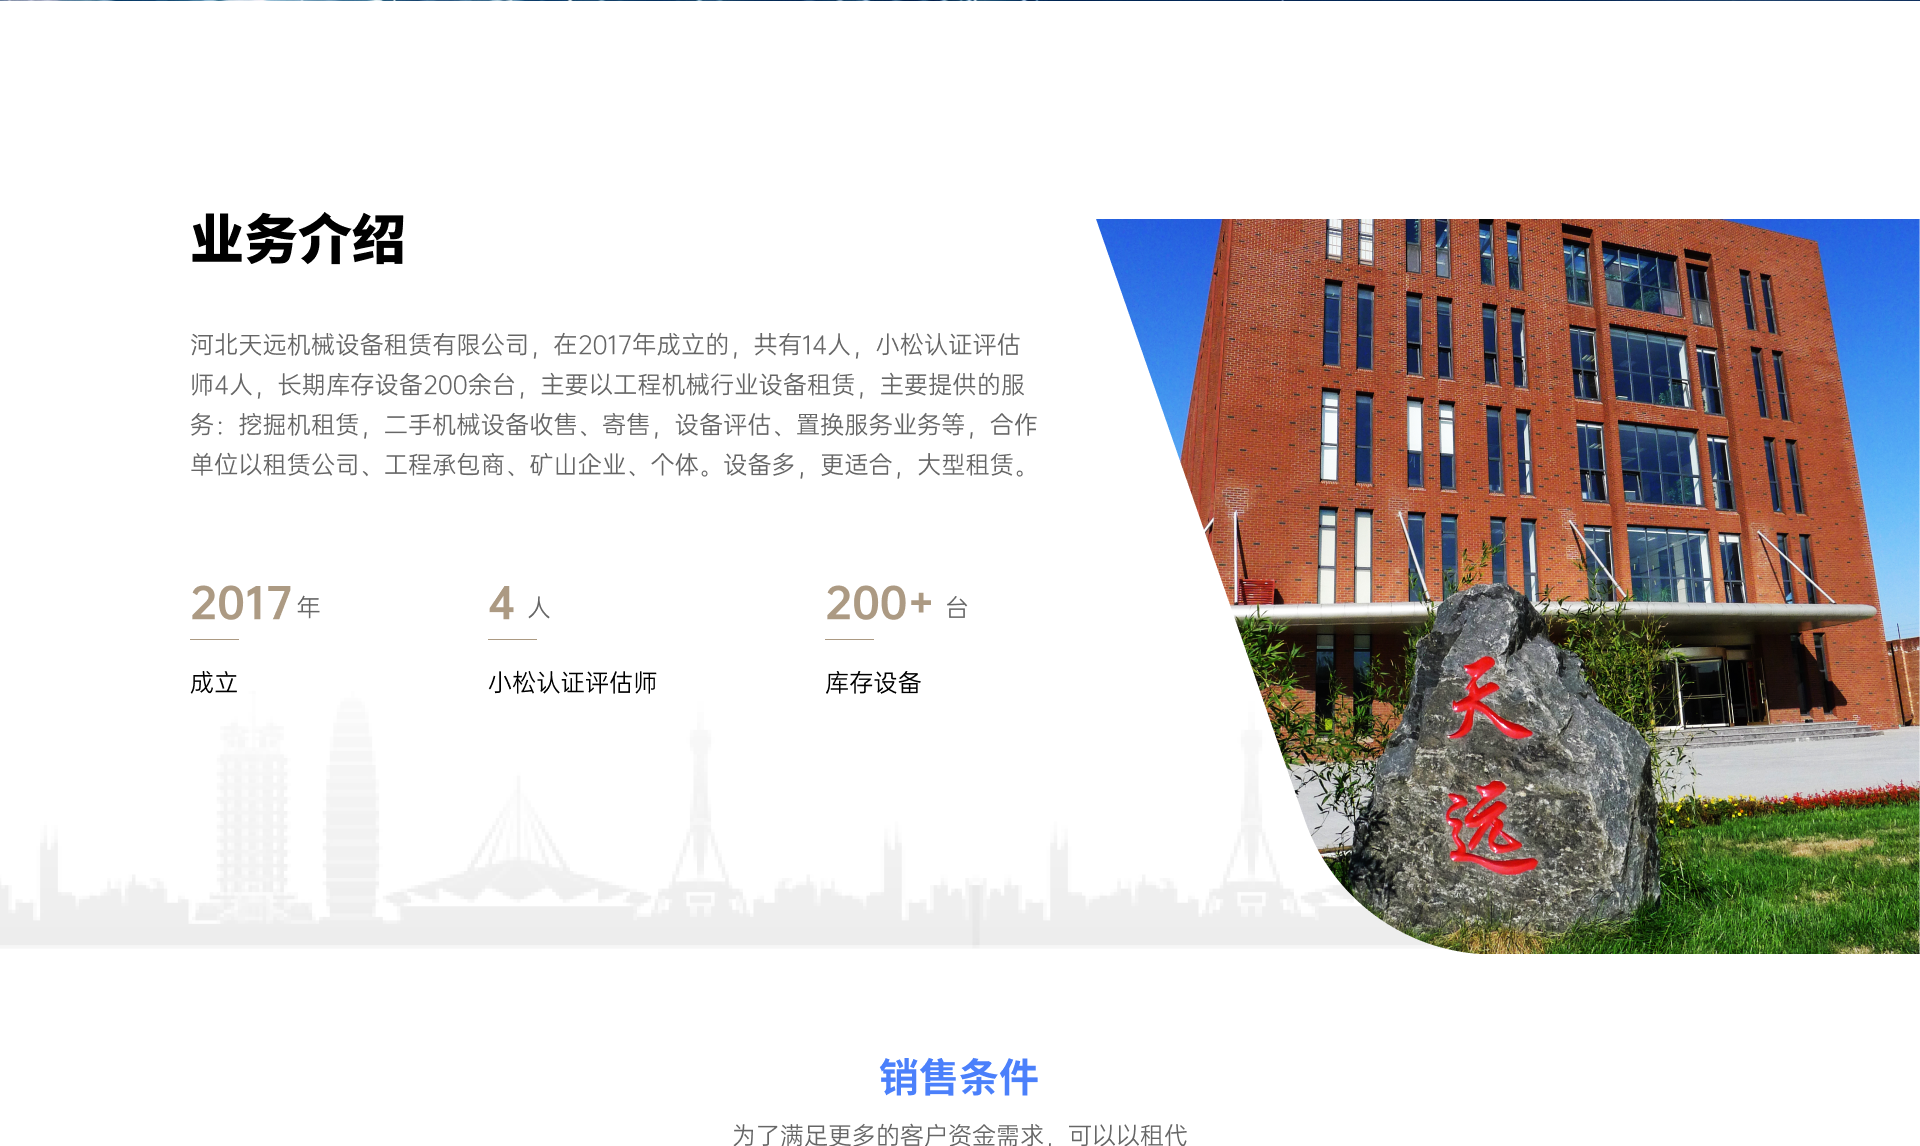 业务介绍
河北天远机械设备租赁有限公司，在2017年成立的，共有14人，小松认证评估
师4人，长期库存设备200余台，主要以工程机械行业设备租赁，主要提供的服
务：挖掘机租赁，二手机械设备收售、寄售，设备评估、置换服务业务等，合作
单位以租赁公司、工程承包商、矿山企业、个体。设备多，更适合，大型租赁。
2017 年
成立
4 人
小松认证评估师
200+ 台
库存设备
天
远
销售条件
为了满足更多的客户资金需求，可以以租代